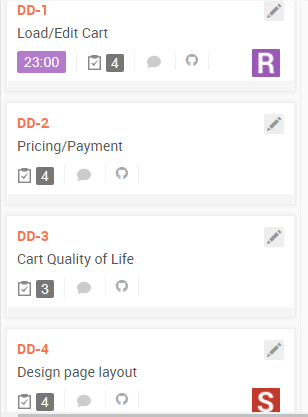 DD-1
Load/Edit Cart
23:00 4 R
DD-2
Pricing/Payment
4
DD-3
Cart Quality of Life
3
DD-4
Design page layout
4 S